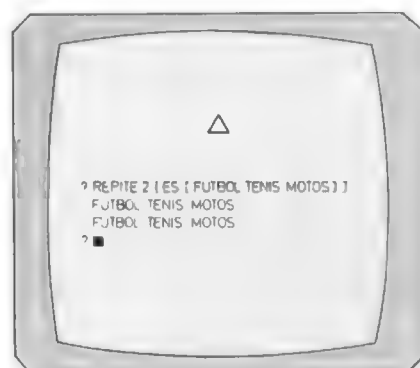 ? REPITE 2 [ ES [ FUTBOL TENIS MOTOS ] ]
FUTBOL TENIS MOTOS
FUTBOL TENIS MOTOS
?